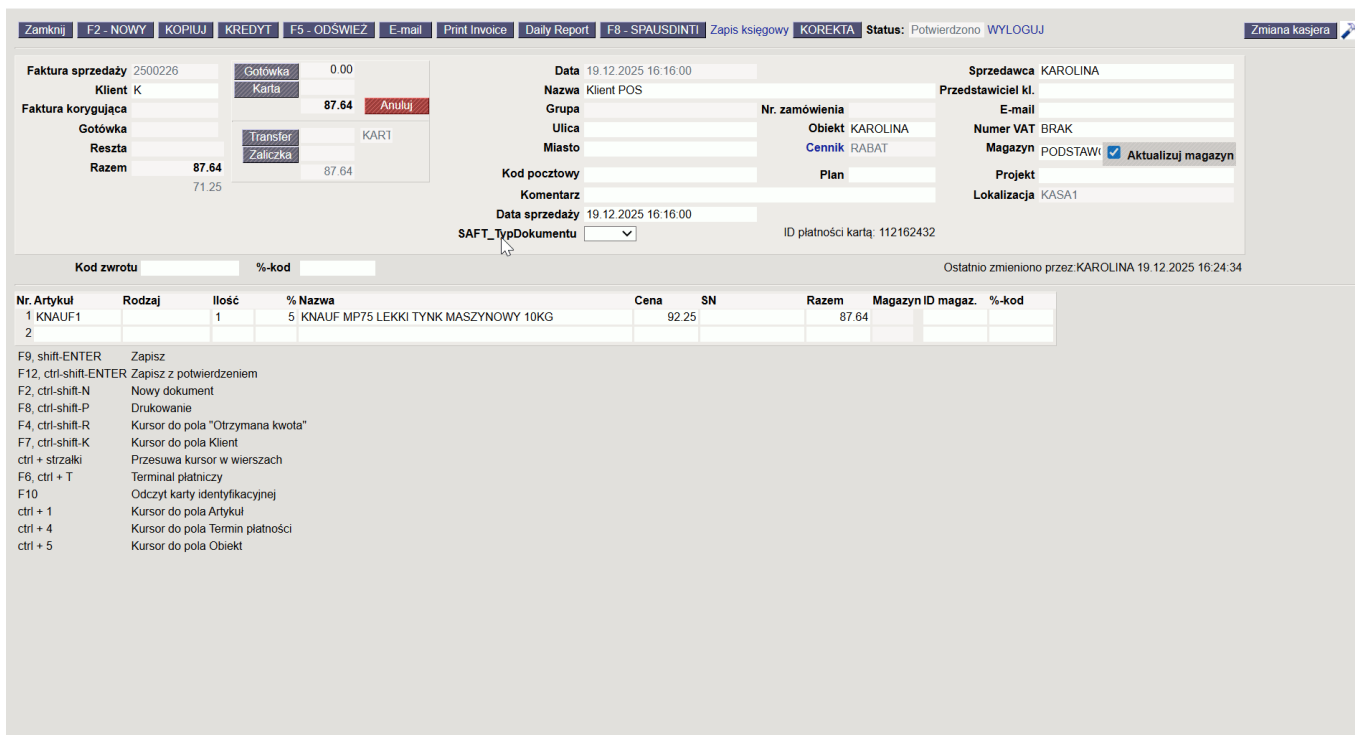 Zamknij F2 - NOWY KOPIUJ KREDYT F5 - ODŚWIEŻ E-mail Print Invoice Daily Report F8 - SPAUSDINTI Zapis księgowy KOREKTA Status: Potwierdzono WYLOGUJ Zmiana kasjera
Faktura sprzedaży 2500226 Gotówka 0.00 Data 19.12.2025 16:16:00 Sprzedawca KAROLINA
Klient K Karta Nazwa Klient POS Przedstawiciel kl.
Faktura korygująca 87.64 Anuluj Grupa Nr. zamówienia E-mail
Gotówka Transfer KART Ulica Obiekt KAROLINA Numer VAT BRAK
Reszta Zaliczka Miasto Cennik RABAT Magazyn PODSTAW Aktualizuj magazyn
Razem 87.64 87.64 Kod pocztowy Plan Projekt
71.25 Komentarz Lokalizacja KASA1
Data sprzedaży 19.12.2025 16:16:00
SAFT_TypDokumentu ID płatności kartą: 112162432
Kod zwrotu %-kod Ostatnio zmieniono przez:KAROLINA 19.12.2025 16:24:34
Nr. Artykuł Rodzaj Ilość % Nazwa Cena SN Razem Magazyn ID magaz. %-kod
1 KNAUF1 1 5 KNAUF MP75 LEKKI TYNK MASZYNOWY 10KG 92.25 87.64
2
F9, shift-ENTER Zapisz
F12, ctrl-shift-ENTER Zapisz z potwierdzeniem
F2, ctrl-shift-N Nowy dokument
F8, ctrl-shift-P Drukowanie
F4, ctrl-shift-R Kursor do pola "Otrzymana kwota"
F7, ctrl-shift-K Kursor do pola Klient
ctrl + strzałki Przesuwa kursor w wierszach
F6, ctrl + T Terminal płatniczy
F10 Odczyt karty identyfikacyjnej
ctrl + 1 Kursor do pola Artykuł
ctrl + 4 Kursor do pola Termin płatności
ctrl + 5 Kursor do pola Obiekt